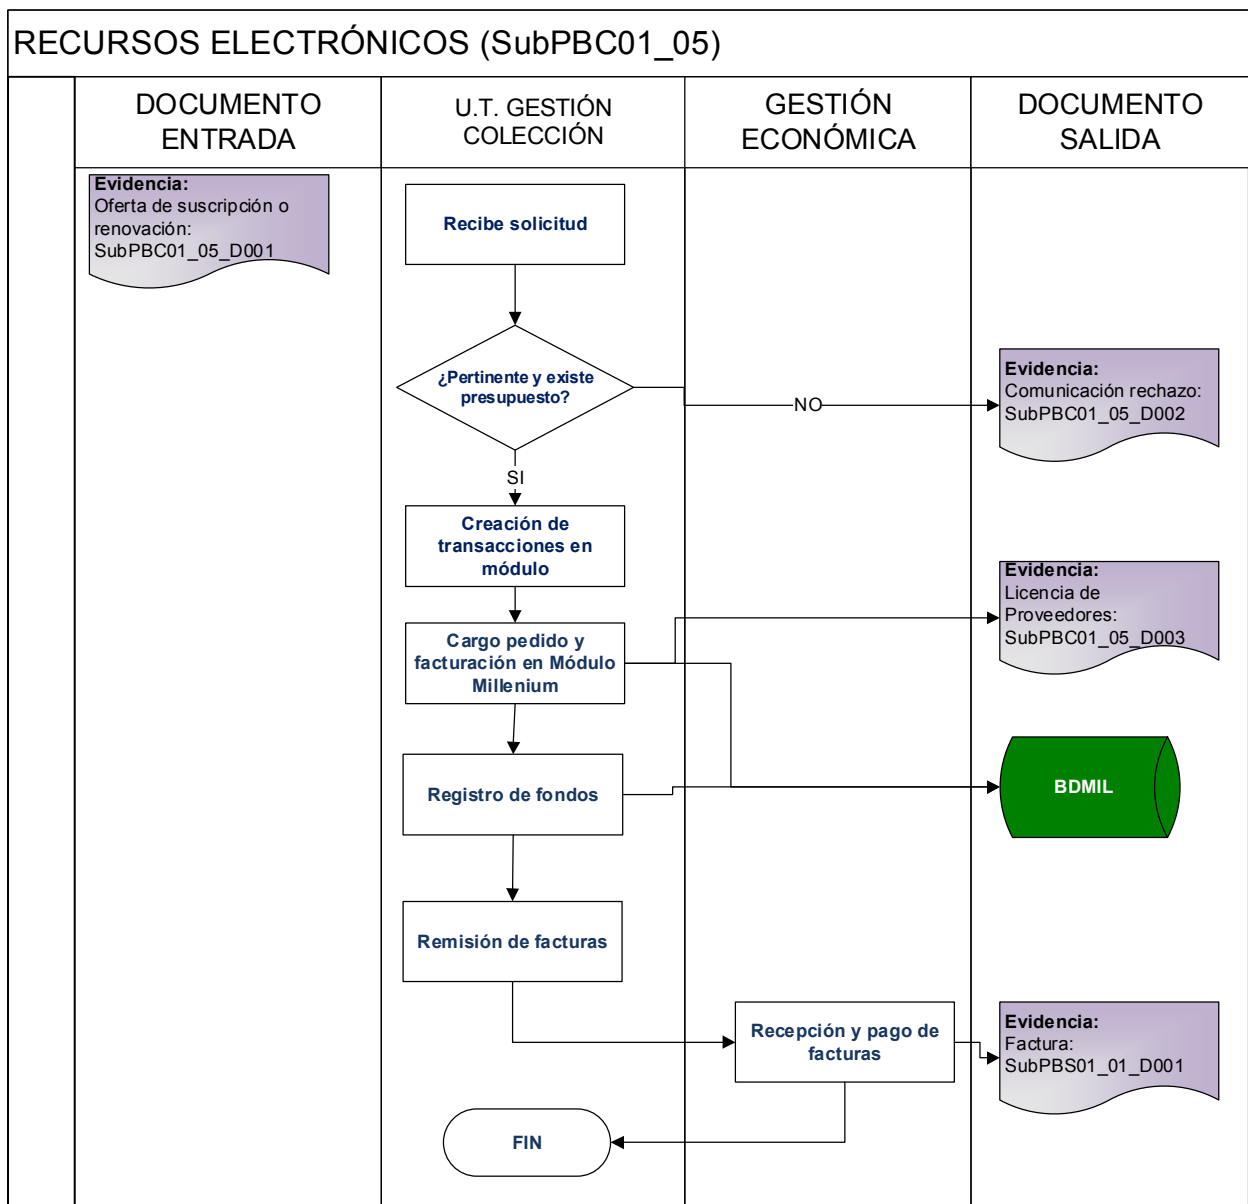 RECURSOS ELECTRÓNICOS (SubPBC01_05)
DOCUMENTO
ENTRADA
U.T. GESTIÓN
COLECCIÓN
GESTIÓN
ECONÓMICA
DOCUMENTO
SALIDA
Evidencia:
Oferta de suscripción o
renovación:
SubPBC01_05_D001
Recibe solicitud
¿Pertinente y existe
presupuesto?
NO
Evidencia:
Comunicación rechazo:
SubPBC01_05_D002
SI
Creación de
transacciones en
módulo
Evidencia:
Licencia de
Proveedores:
SubPBC01_05_D003
Cargo pedido y
facturación en Módulo
Millenium
Registro de fondos
BDMIL
Remisión de facturas
Recepción y pago de
facturas
Evidencia:
Factura:
SubPBS01_01_D001
FIN